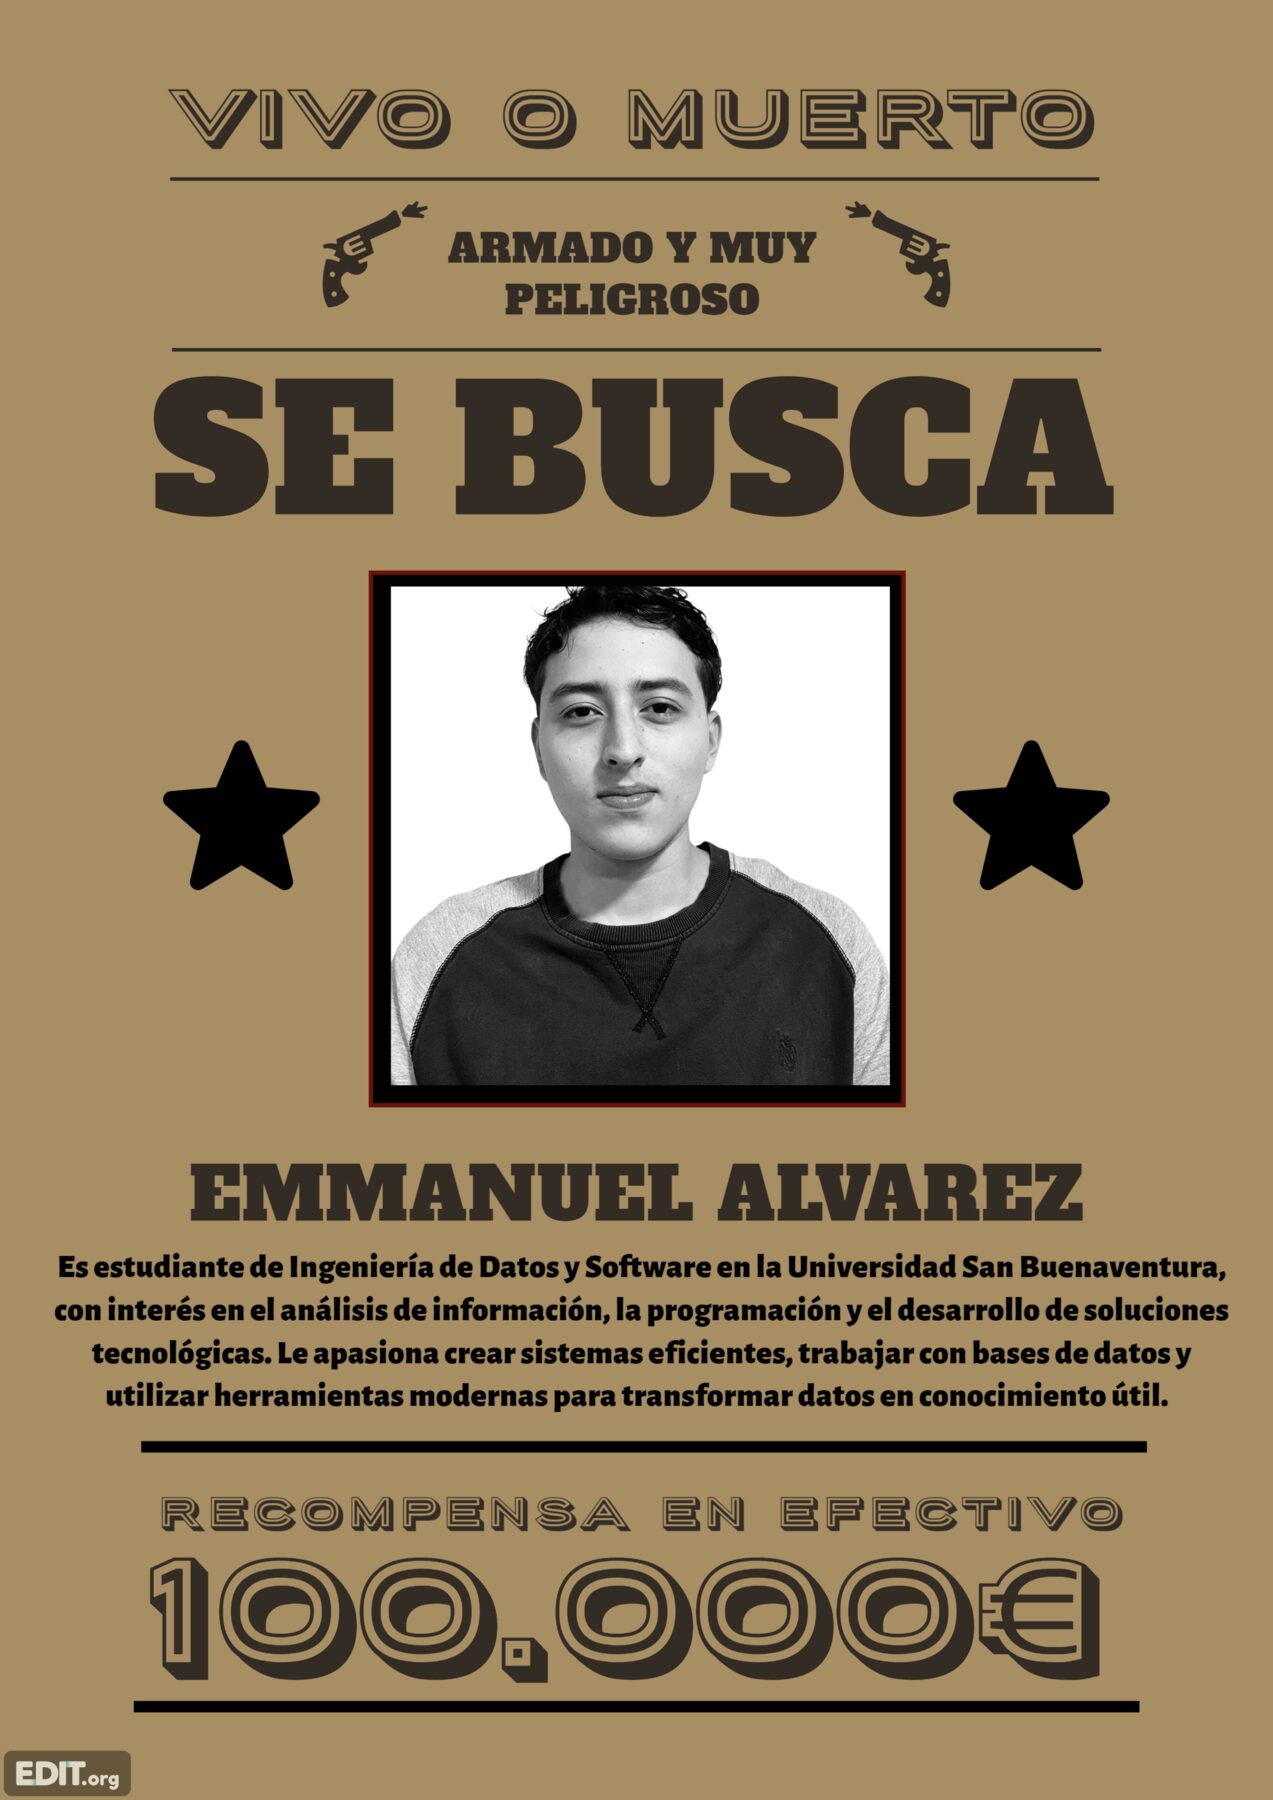 VIVO O MUERTO
ARMADO Y MUY
PELIGROSO
SE BUSCA
EMMANUEL ALVAREZ
Es estudiante de Ingeniería de Datos y Software en la Universidad San Buenaventura,
con interés en el análisis de información, la programación y el desarrollo de soluciones
tecnológicas. Le apasiona crear sistemas eficientes, trabajar con bases de datos y
utilizar herramientas modernas para transformar datos en conocimiento útil.
RECOMPENSA EN EFECTIVO
100.000€
EDIT.org